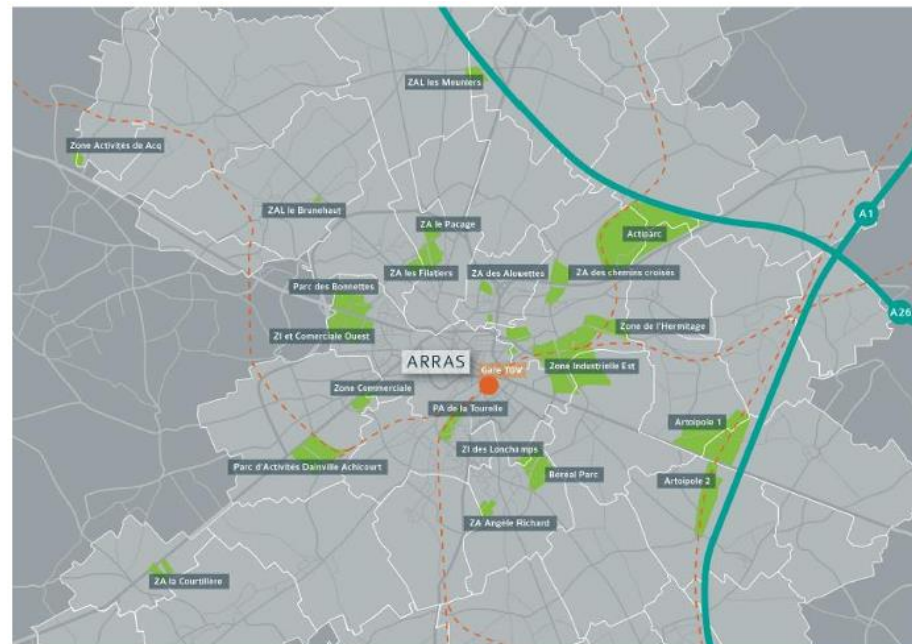 ZAL les Meuniers
Zone Activités de Acq
ZAL le Brunehaut
A1
ZA le Pacage
Actiparc
ZA les Filatiers
ZA des Alouettes
ZA des chemins croisés
Parc des Bonnettes
A26
Zone de l'Hermitage
ZI et Comerciale Ouest
ARRAS
Gare TGV
Zone Industrielle Est
Zone Commerciale
PA de la Tourelle
Artoipole 1
ZI des Lonchamps
Parc d'Activités Dainville Achicourt
Boréal Parc
Artoipole 2
ZA Angèle Richard
ZA la Courtillère